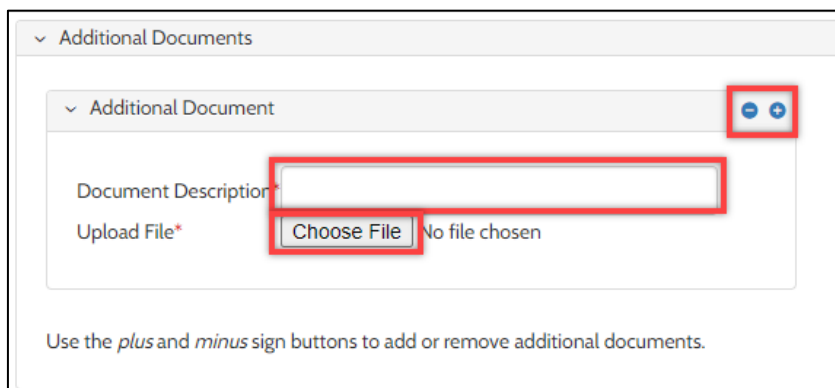 Additional Documents
Additional Document
Document Description*
Upload File* Choose File No file chosen
Use the plus and minus sign buttons to add or remove additional documents.